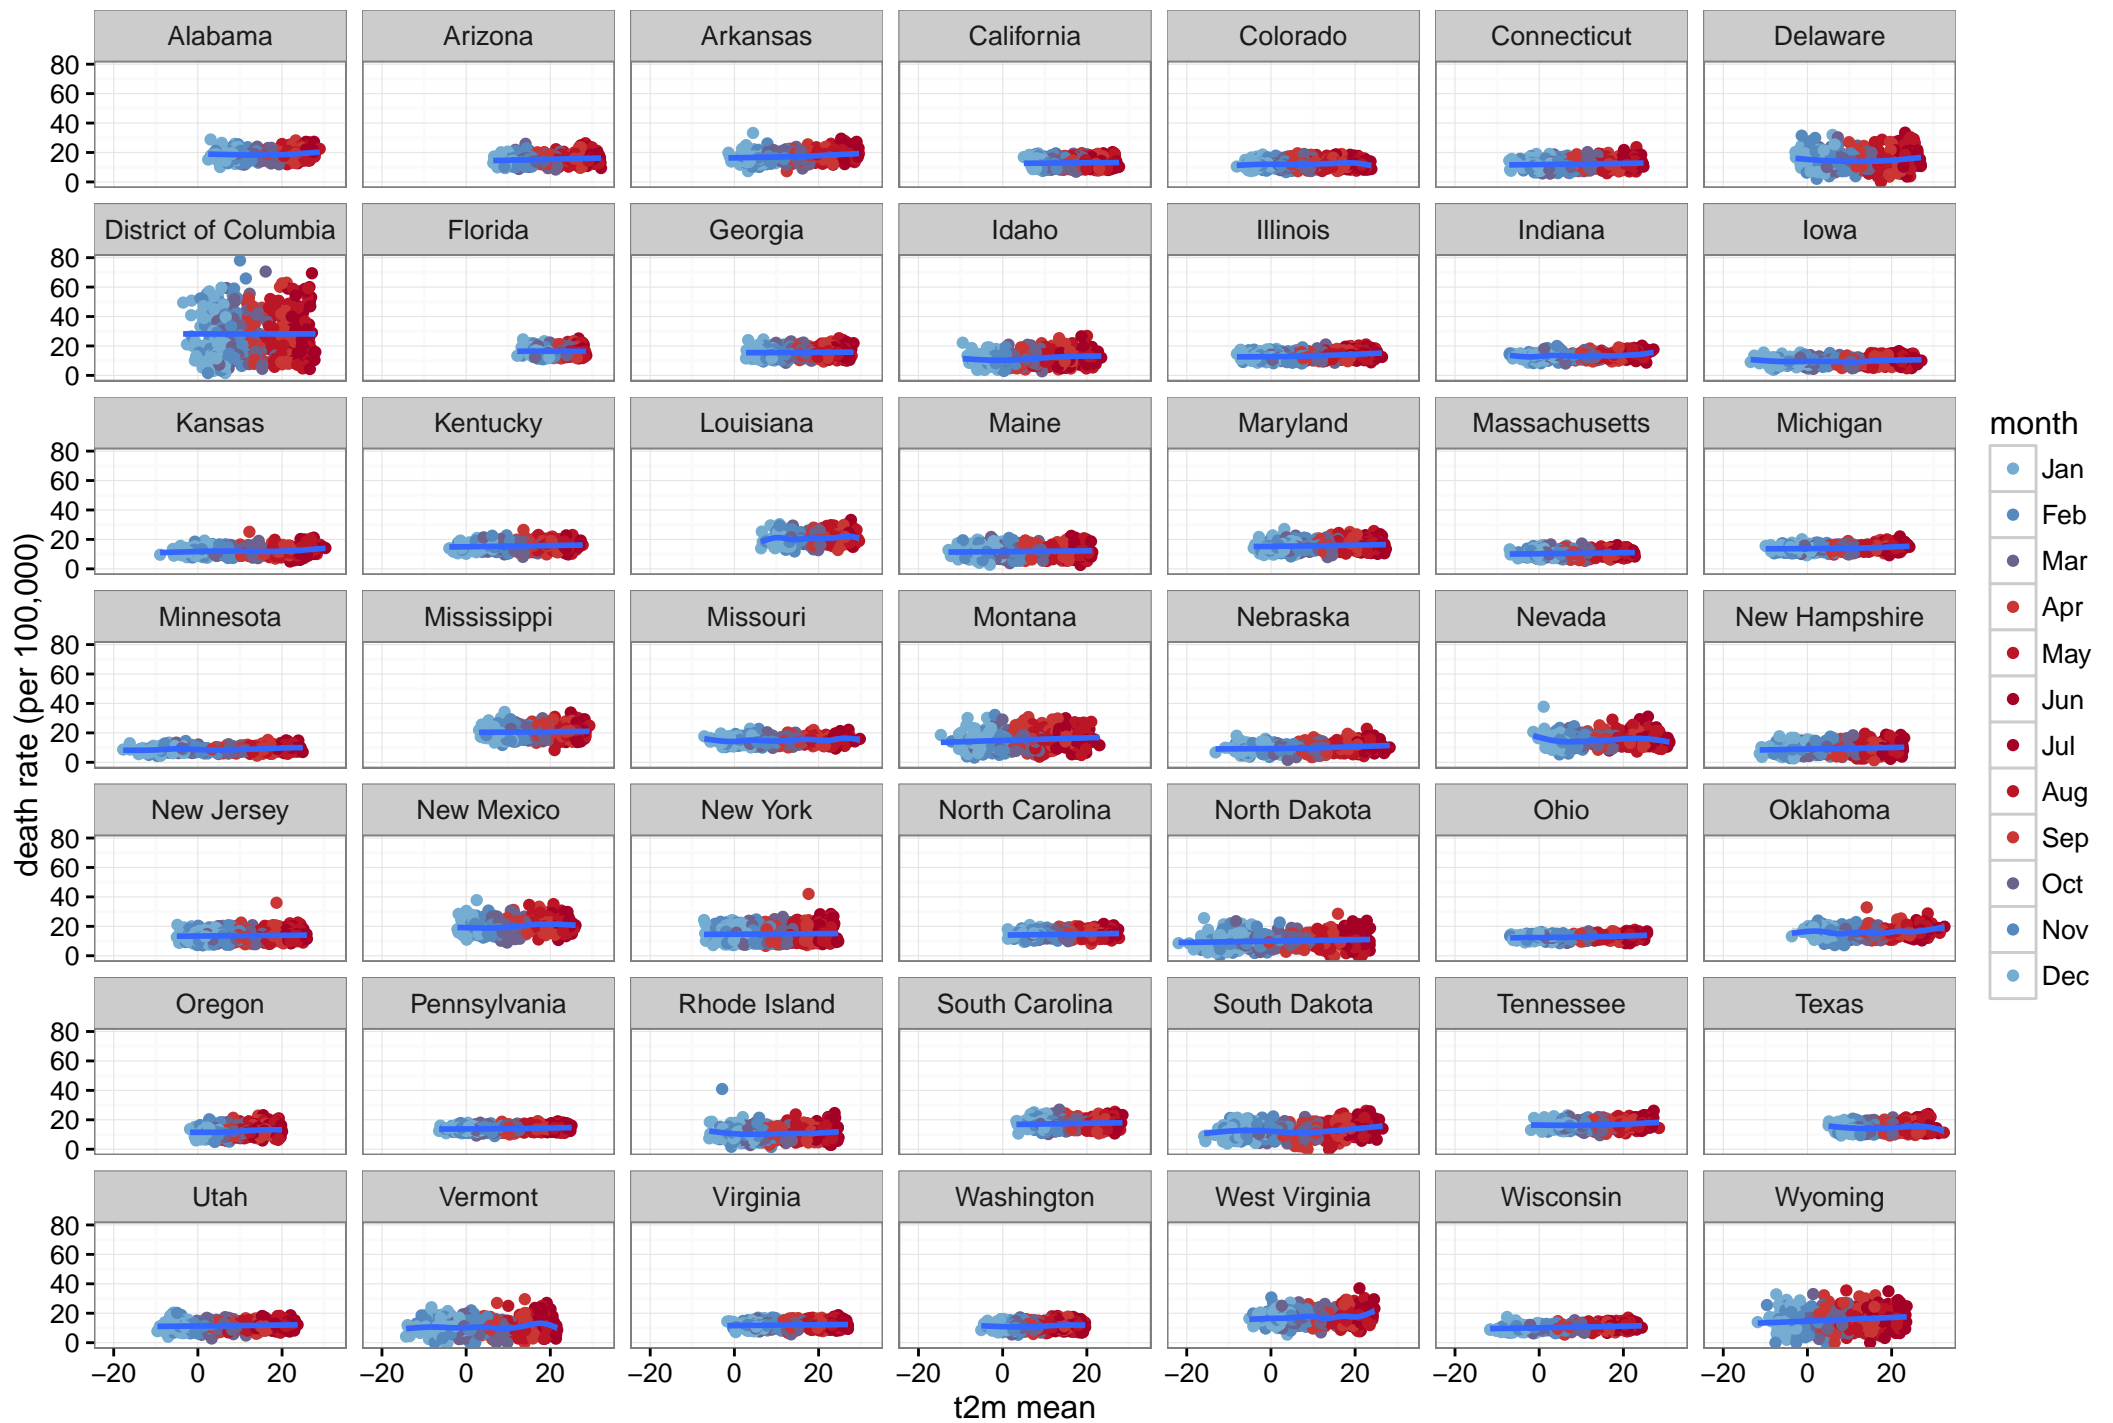 Alabama Arizona Arkansas California Colorado Connecticut Delaware
80
60
40
20
0
District of Columbia Florida Georgia Idaho Illinois Indiana Iowa
80
60
40
20
0
Kansas Kentucky Louisiana Maine Maryland Massachusetts Michigan
80
60
40
20
0
Minnesota Mississippi Missouri Montana Nebraska Nevada New Hampshire
80
60
40
20
0
New Jersey New Mexico New York North Carolina North Dakota Ohio Oklahoma
80
60
40
20
0
Oregon Pennsylvania Rhode Island South Carolina South Dakota Tennessee Texas
80
60
40
20
0
Utah Vermont Virginia Washington West Virginia Wisconsin Wyoming
80
60
40
20
0
−20 0 20 −20 0 20 −20 0 20 −20 0 20 −20 0 20 −20 0 20 −20 0 20
t2m mean
death rate (per 100,000)
month
Jan
Feb
Mar
Apr
May
Jun
Jul
Aug
Sep
Oct
Nov
Dec